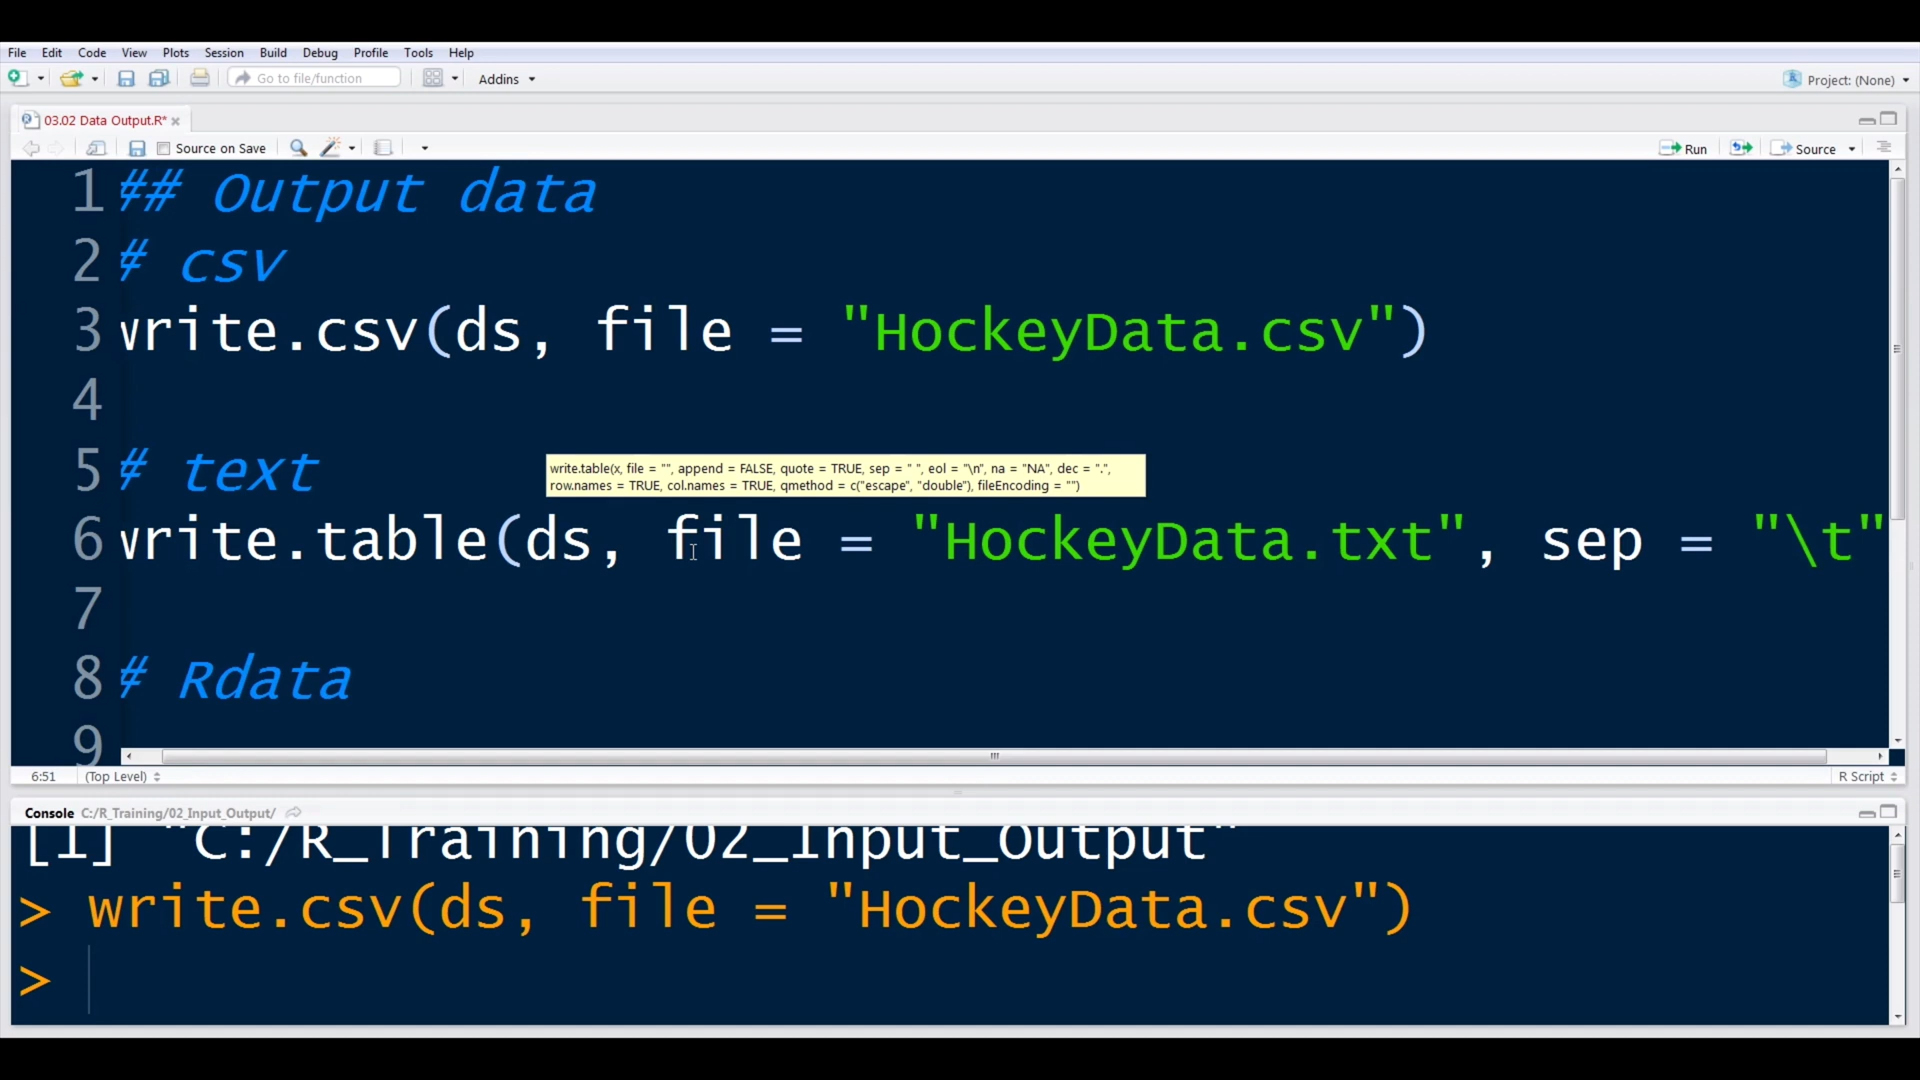 File Edit Code View Plots Session Build Debug Profile Tools Help
Go to file/function Addins Project: (None)
03.02 Data Output.R*
Source on Save Run Source
1 ## Output data
2 # csv
3 write.csv(ds, file = "HockeyData.csv")
4
5 # text
write.table(x, file = "", append = FALSE, quote = TRUE, sep = " ", eol = "\n", na = "NA", dec = ".",
row.names = TRUE, col.names = TRUE, qmethod = c("escape", "double"), fileEncoding = "")
6 write.table(ds, file = "HockeyData.txt", sep = "\t"
7
8 # Rdata
9
6:51 (Top Level) R Script
Console C:/R_Training/02_Input_Output/
[1] "C:/R_Training/02_Input_Output"
> write.csv(ds, file = "HockeyData.csv")
>